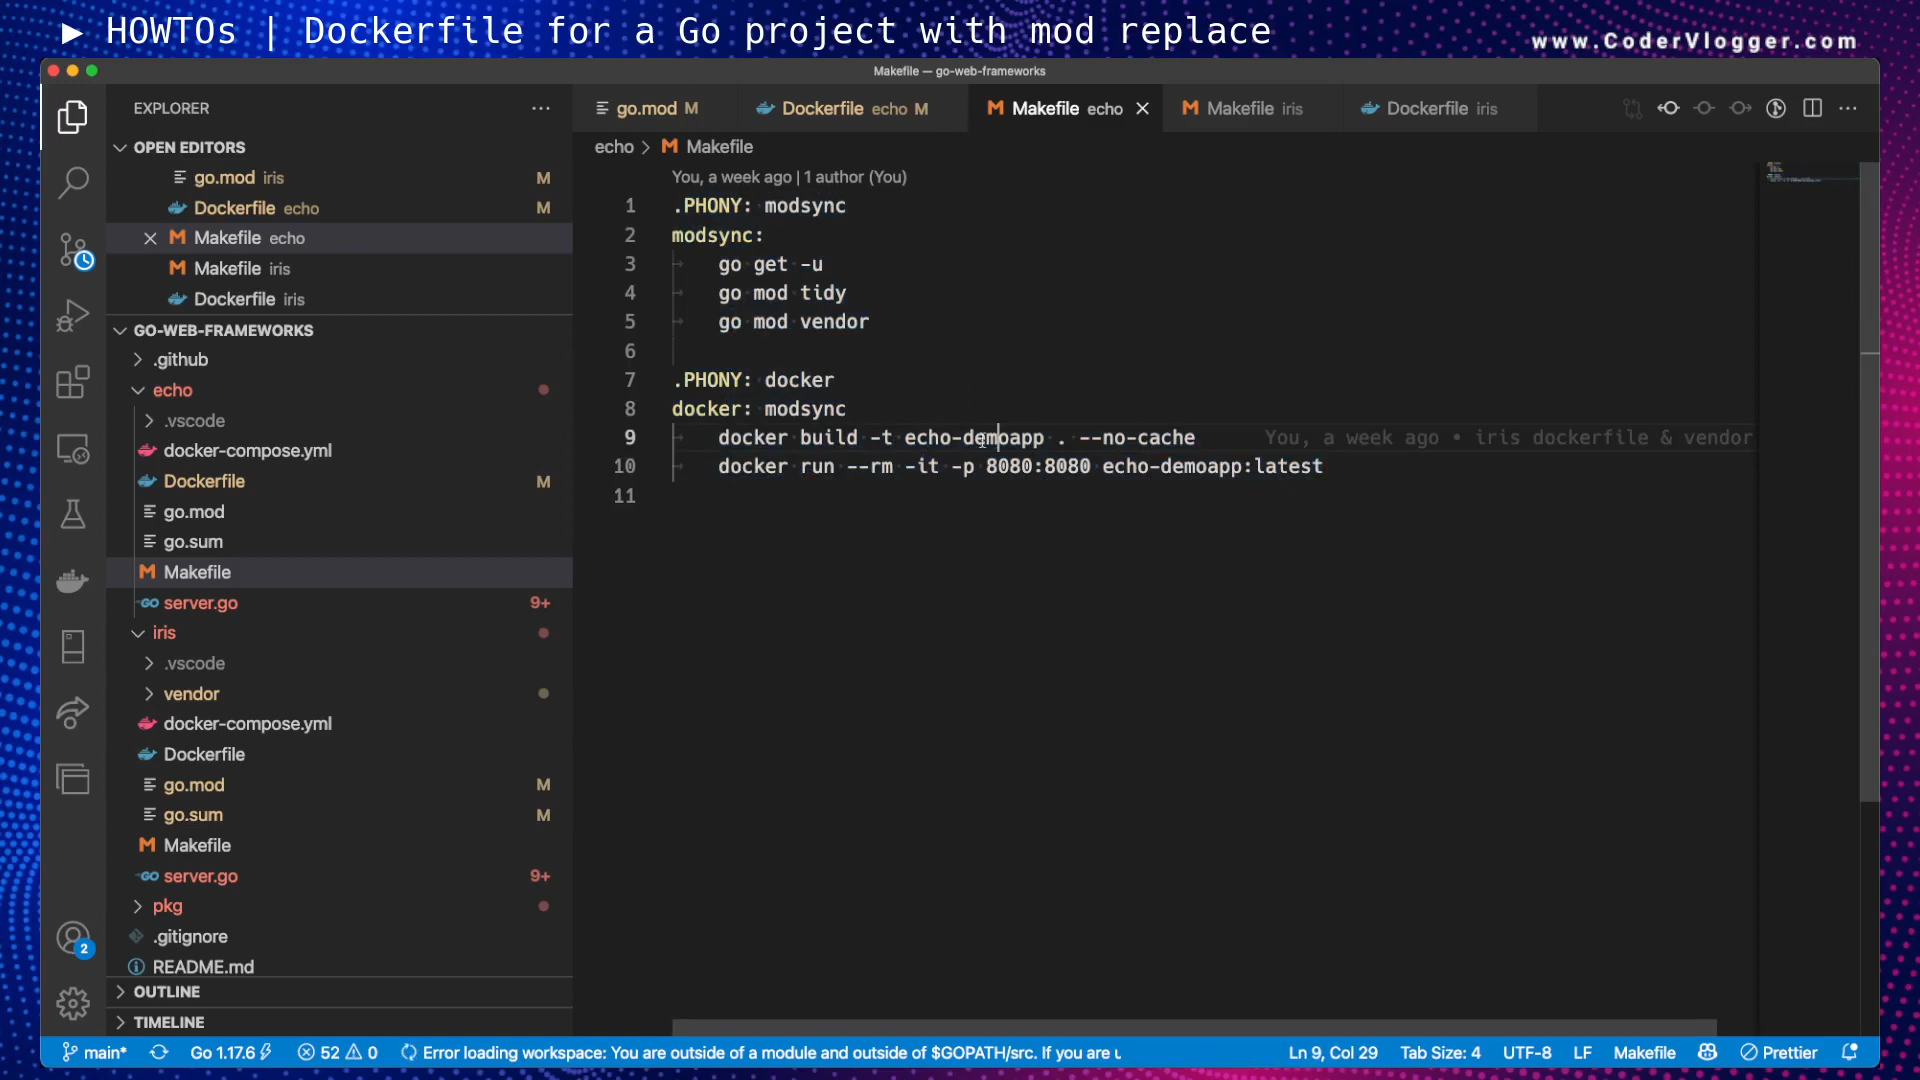 ▶ HOWTOs | Dockerfile for a Go project with mod replace
www.CoderVlogger.com
Makefile — go-web-frameworks
EXPLORER
go.mod M
Dockerfile echo M
Makefile echo
Makefile iris
Dockerfile iris
OPEN EDITORS
go.mod iris M
Dockerfile echo M
Makefile echo
Makefile iris
Dockerfile iris
GO-WEB-FRAMEWORKS
.github
echo
.vscode
docker-compose.yml
Dockerfile M
go.mod
go.sum
Makefile
server.go 9+
iris
.vscode
vendor
docker-compose.yml
Dockerfile
go.mod M
go.sum M
Makefile
server.go 9+
pkg
.gitignore
README.md
OUTLINE
TIMELINE
2
echo > Makefile
You, a week ago | 1 author (You)
1 .PHONY: modsync
2 modsync:
3 go get -u
4 go mod tidy
5 go mod vendor
6
7 .PHONY: docker
8 docker: modsync
9 docker build -t echo-demoapp . --no-cache You, a week ago • iris dockerfile & vendor
10 docker run --rm -it -p 8080:8080 echo-demoapp:latest
11
main* Go 1.17.6 52 0 Error loading workspace: You are outside of a module and outside of $GOPATH/src. If you are u Ln 9, Col 29 Tab Size: 4 UTF-8 LF Makefile Prettier